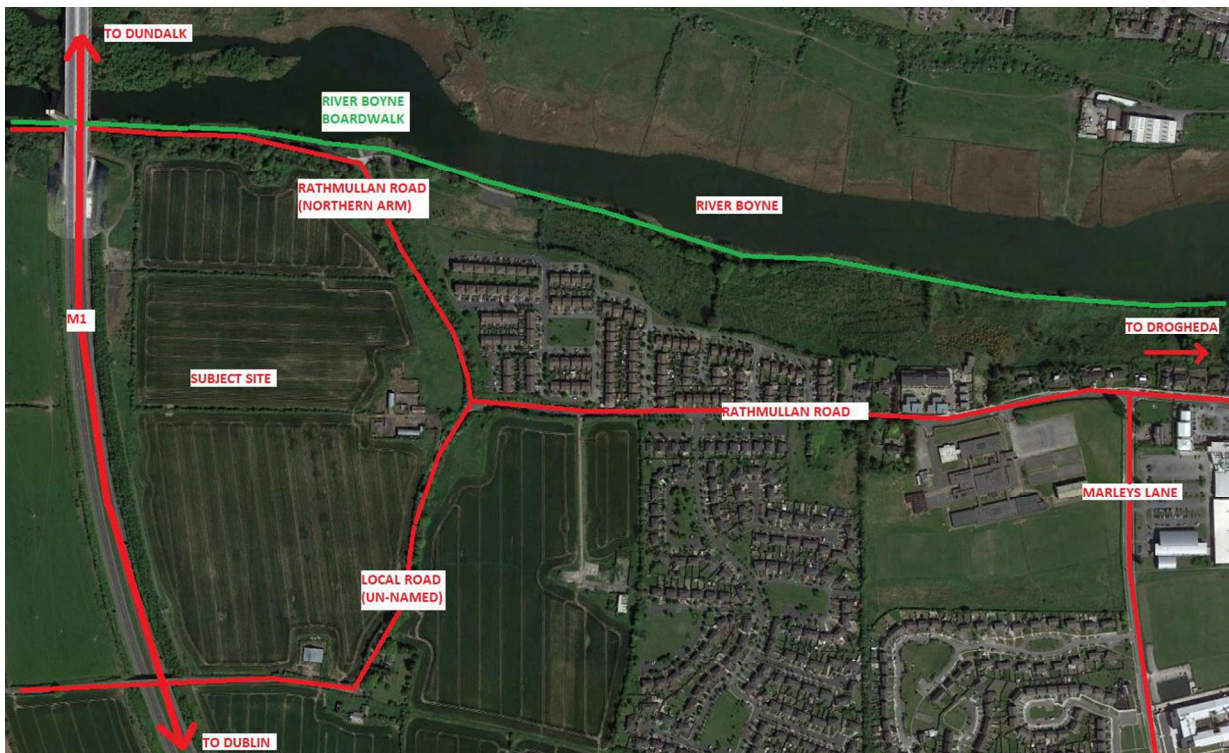 TO DUNDALK
RIVER BOYNE
BOARDWALK
RATHMULLAN ROAD
(NORTHERN ARM)
RIVER BOYNE
M1
TO DROGHEDA
SUBJECT SITE
RATHMULLAN ROAD
MARLEYS LANE
LOCAL ROAD
(UN-NAMED)
TO DUBLIN